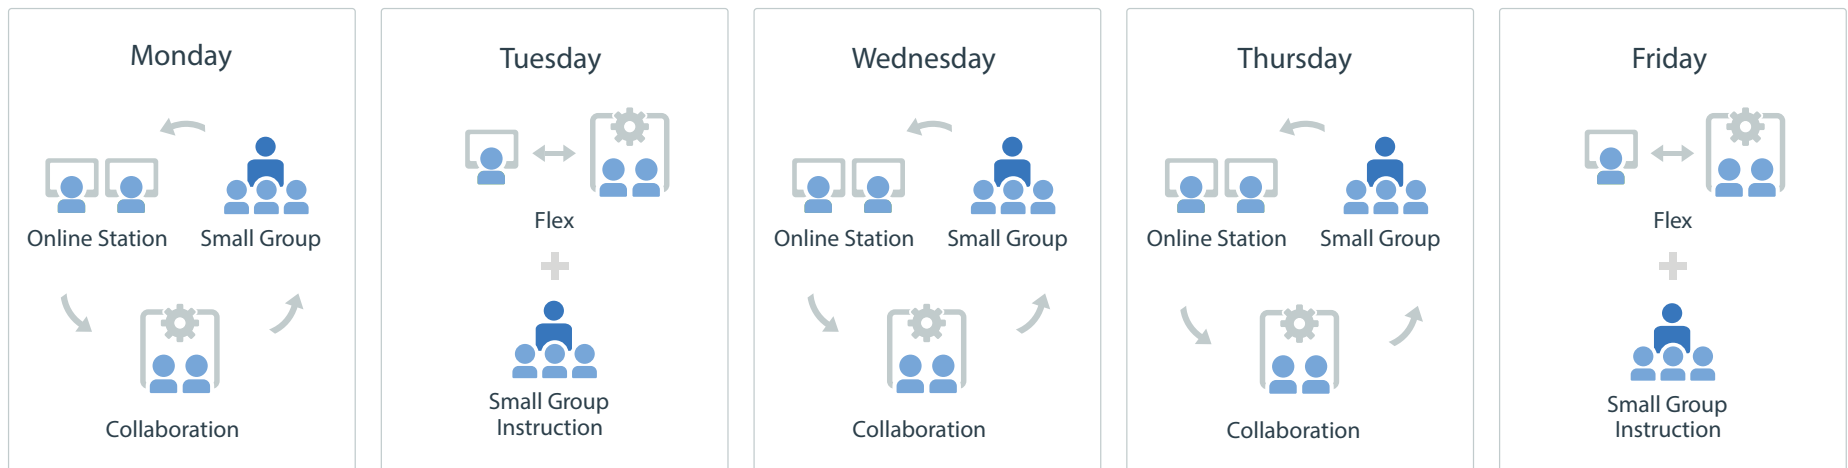 Monday
Online Station
Small Group
Collaboration
Tuesday
Flex
Small Group
Instruction
Wednesday
Online Station
Small Group
Collaboration
Thursday
Online Station
Small Group
Collaboration
Friday
Flex
Small Group
Instruction